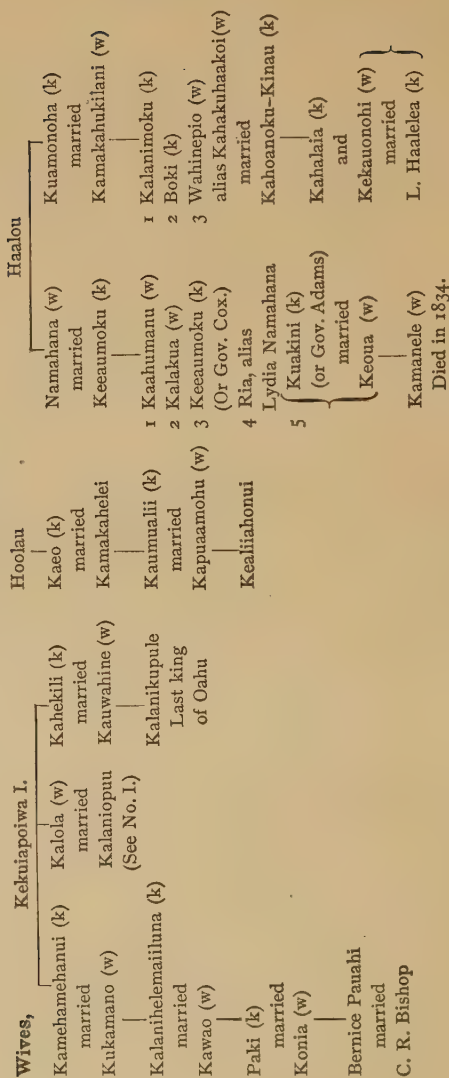 Wives,
Kekuiapoiwa I.
Kamehamehanui (k)
married
Kukamano (w)
Kalanihelemaiiluna (k)
married
Kawao (w)
Paki (k)
married
Konia (w)
Bernice Pauahi
married
C. R. Bishop
Kalola (w)
married
Kalaniopuu
(See No. I.)
Kahekili (k)
married
Kauwahine (w)
Kalanikupule
Last king
of Oahu
Hoolau
Kaeo (k)
married
Kamakahelei
Kaumualii (k)
married
Kapuaamohu (w)
Kealiiahonui
Haalou
Namahana (w)
married
Keeaumoku (k)
1 Kaahumanu (w)
2 Kalakua (w)
3 Keeaumoku (k)
(Or Gov. Cox.)
4 Ria, alias
Lydia Namahana
5 Kuakini (k)
(or Gov. Adams)
married
Keoua (w)
Kamanele (w)
Died in 1834.
Kuamonoha (k)
married
Kamakahukilani (w)
1 Kalanimoku (k)
2 Boki (k)
3 Wahinepio (w)
alias Kahakuhaakoi (w)
married
Kahoanoku-Kinau (k)
Kahalaia (k)
and
Kekauonohi (w)
married
L. Haalelea (k)